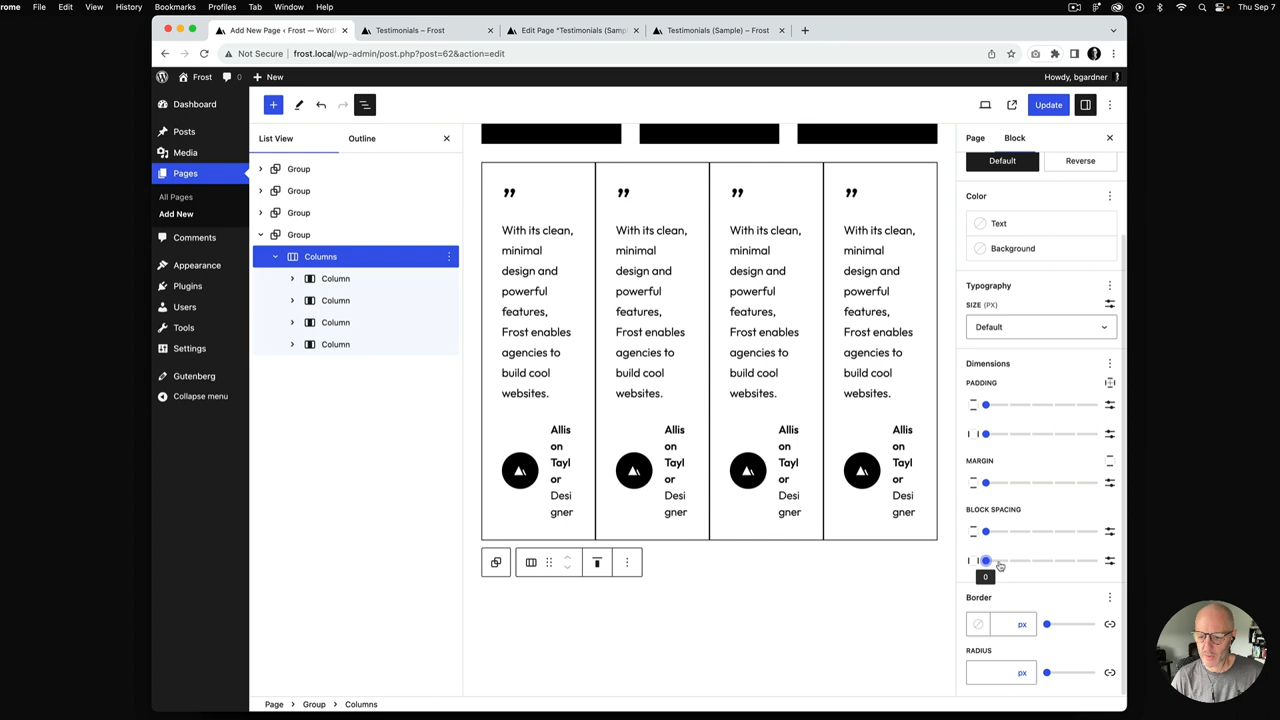 rome File Edit View History Bookmarks Profiles Tab Window Help Thu Sep 7
Add New Page ‹ Frost — Word
Testimonials – Frost
Edit Page "Testimonials (Samp
Testimonials (Sample) – Frost
Not Secure frost.local/wp-admin/post.php?post=62&action=edit
Frost 0 New Howdy, bgardner
Dashboard
Posts
Media
Pages
All Pages
Add New
Comments
Appearance
Plugins
Users
Tools
Settings
Gutenberg
Collapse menu
Update
List View Outline
Group
Group
Group
Group
Columns
Column
Column
Column
Column
”
With its clean,
minimal
design and
powerful
features,
Frost enables
agencies to
build cool
websites.
Allis
on
Tayl
or
Desi
gner
”
With its clean,
minimal
design and
powerful
features,
Frost enables
agencies to
build cool
websites.
Allis
on
Tayl
or
Desi
gner
”
With its clean,
minimal
design and
powerful
features,
Frost enables
agencies to
build cool
websites.
Allis
on
Tayl
or
Desi
gner
”
With its clean,
minimal
design and
powerful
features,
Frost enables
agencies to
build cool
websites.
Allis
on
Tayl
or
Desi
gner
Page Block
Default Reverse
Color
Text
Background
Typography
SIZE (PX)
Default
Dimensions
PADDING
MARGIN
BLOCK SPACING
0
Border
px
RADIUS
px
Page Group Columns